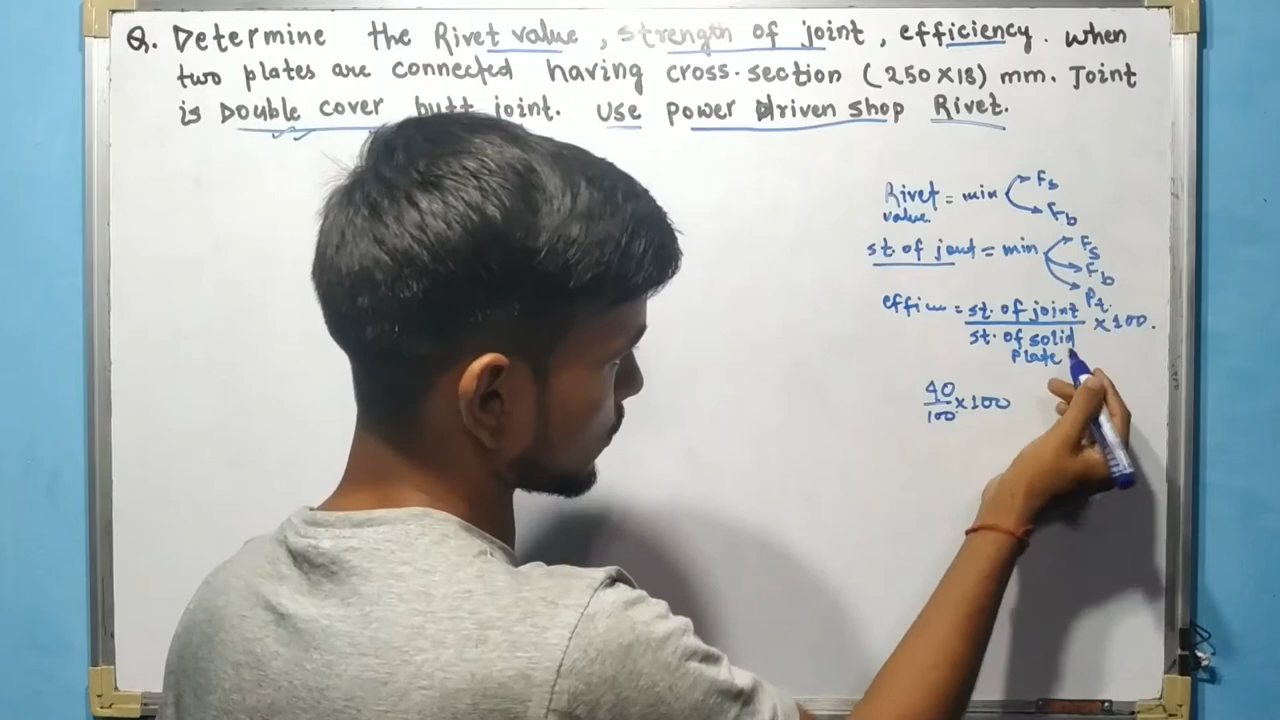 Q. Determine the Rivet value, strength of joint, efficiency. when
two plates are connected having cross-section (250×18) mm. Joint
is Double cover butt joint. Use power Driven shop Rivet.
Rivet value = min Fs Fb
st. of joint = min Fs Fb Pt
= st. of joint / st. of solid plate × 100.
40/100 × 100